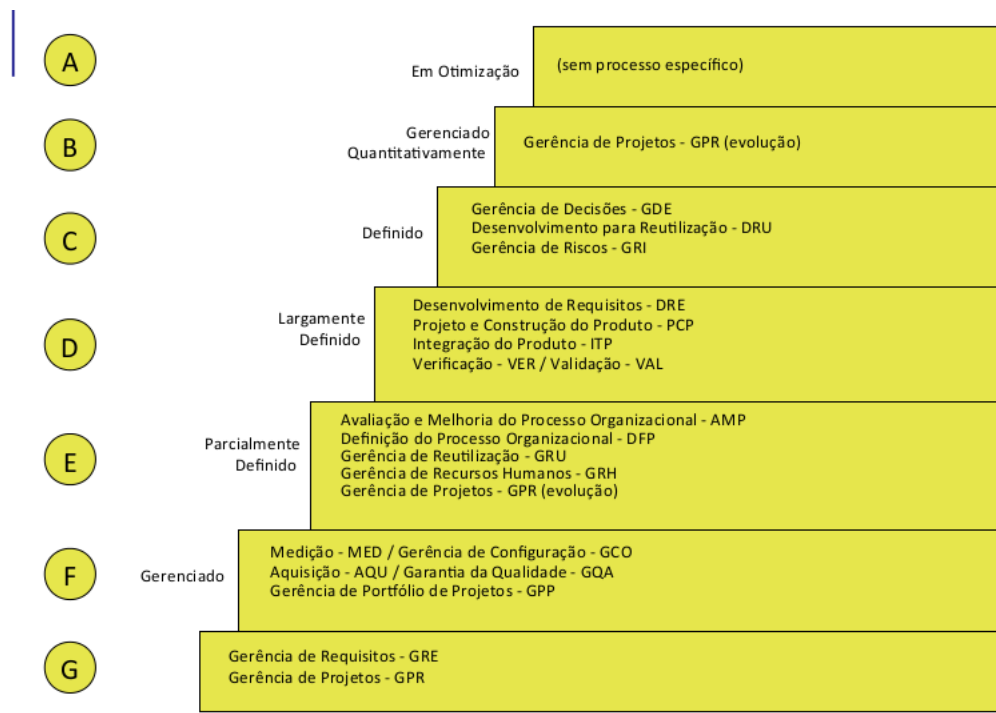 A
Em Otimização
(sem processo específico)
B
Gerenciado
Quantitativamente
Gerência de Projetos - GPR (evolução)
C
Definido
Gerência de Decisões - GDE
Desenvolvimento para Reutilização - DRU
Gerência de Riscos - GRI
D
Largamente
Definido
Desenvolvimento de Requisitos - DRE
Projeto e Construção do Produto - PCP
Integração do Produto - ITP
Verificação - VER / Validação - VAL
E
Parcialmente
Definido
Avaliação e Melhoria do Processo Organizacional - AMP
Definição do Processo Organizacional - DFP
Gerência de Reutilização - GRU
Gerência de Recursos Humanos - GRH
Gerência de Projetos - GPR (evolução)
F
Gerenciado
Medição - MED / Gerência de Configuração - GCO
Aquisição - AQU / Garantia da Qualidade - GQA
Gerência de Portfólio de Projetos - GPP
G
Gerência de Requisitos - GRE
Gerência de Projetos - GPR